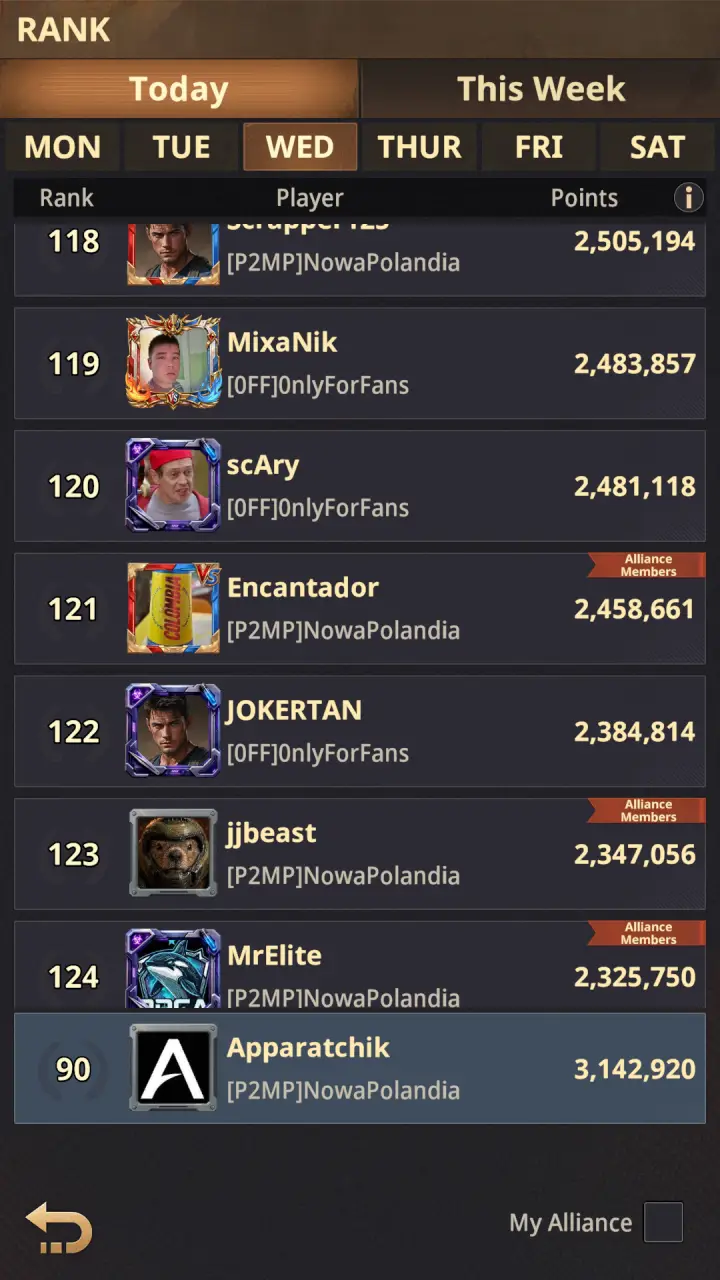 RANK
Today
This Week
MON
TUE
WED
THUR
FRI
SAT
Rank
Player
Points
i
118
Scrapper123
[P2MP]NowaPolandia
2,505,194
119
VS
MixaNik
[0FF]0nlyForFans
2,483,857
120
scAry
[0FF]0nlyForFans
2,481,118
121
COLOMBIA
VS
Encantador
[P2MP]NowaPolandia
Alliance
Members
2,458,661
122
JOKERTAN
[0FF]0nlyForFans
2,384,814
123
jjbeast
[P2MP]NowaPolandia
Alliance
Members
2,347,056
124
MrElite
[P2MP]NowaPolandia
Alliance
Members
2,325,750
90
Apparatchik
[P2MP]NowaPolandia
3,142,920
My Alliance